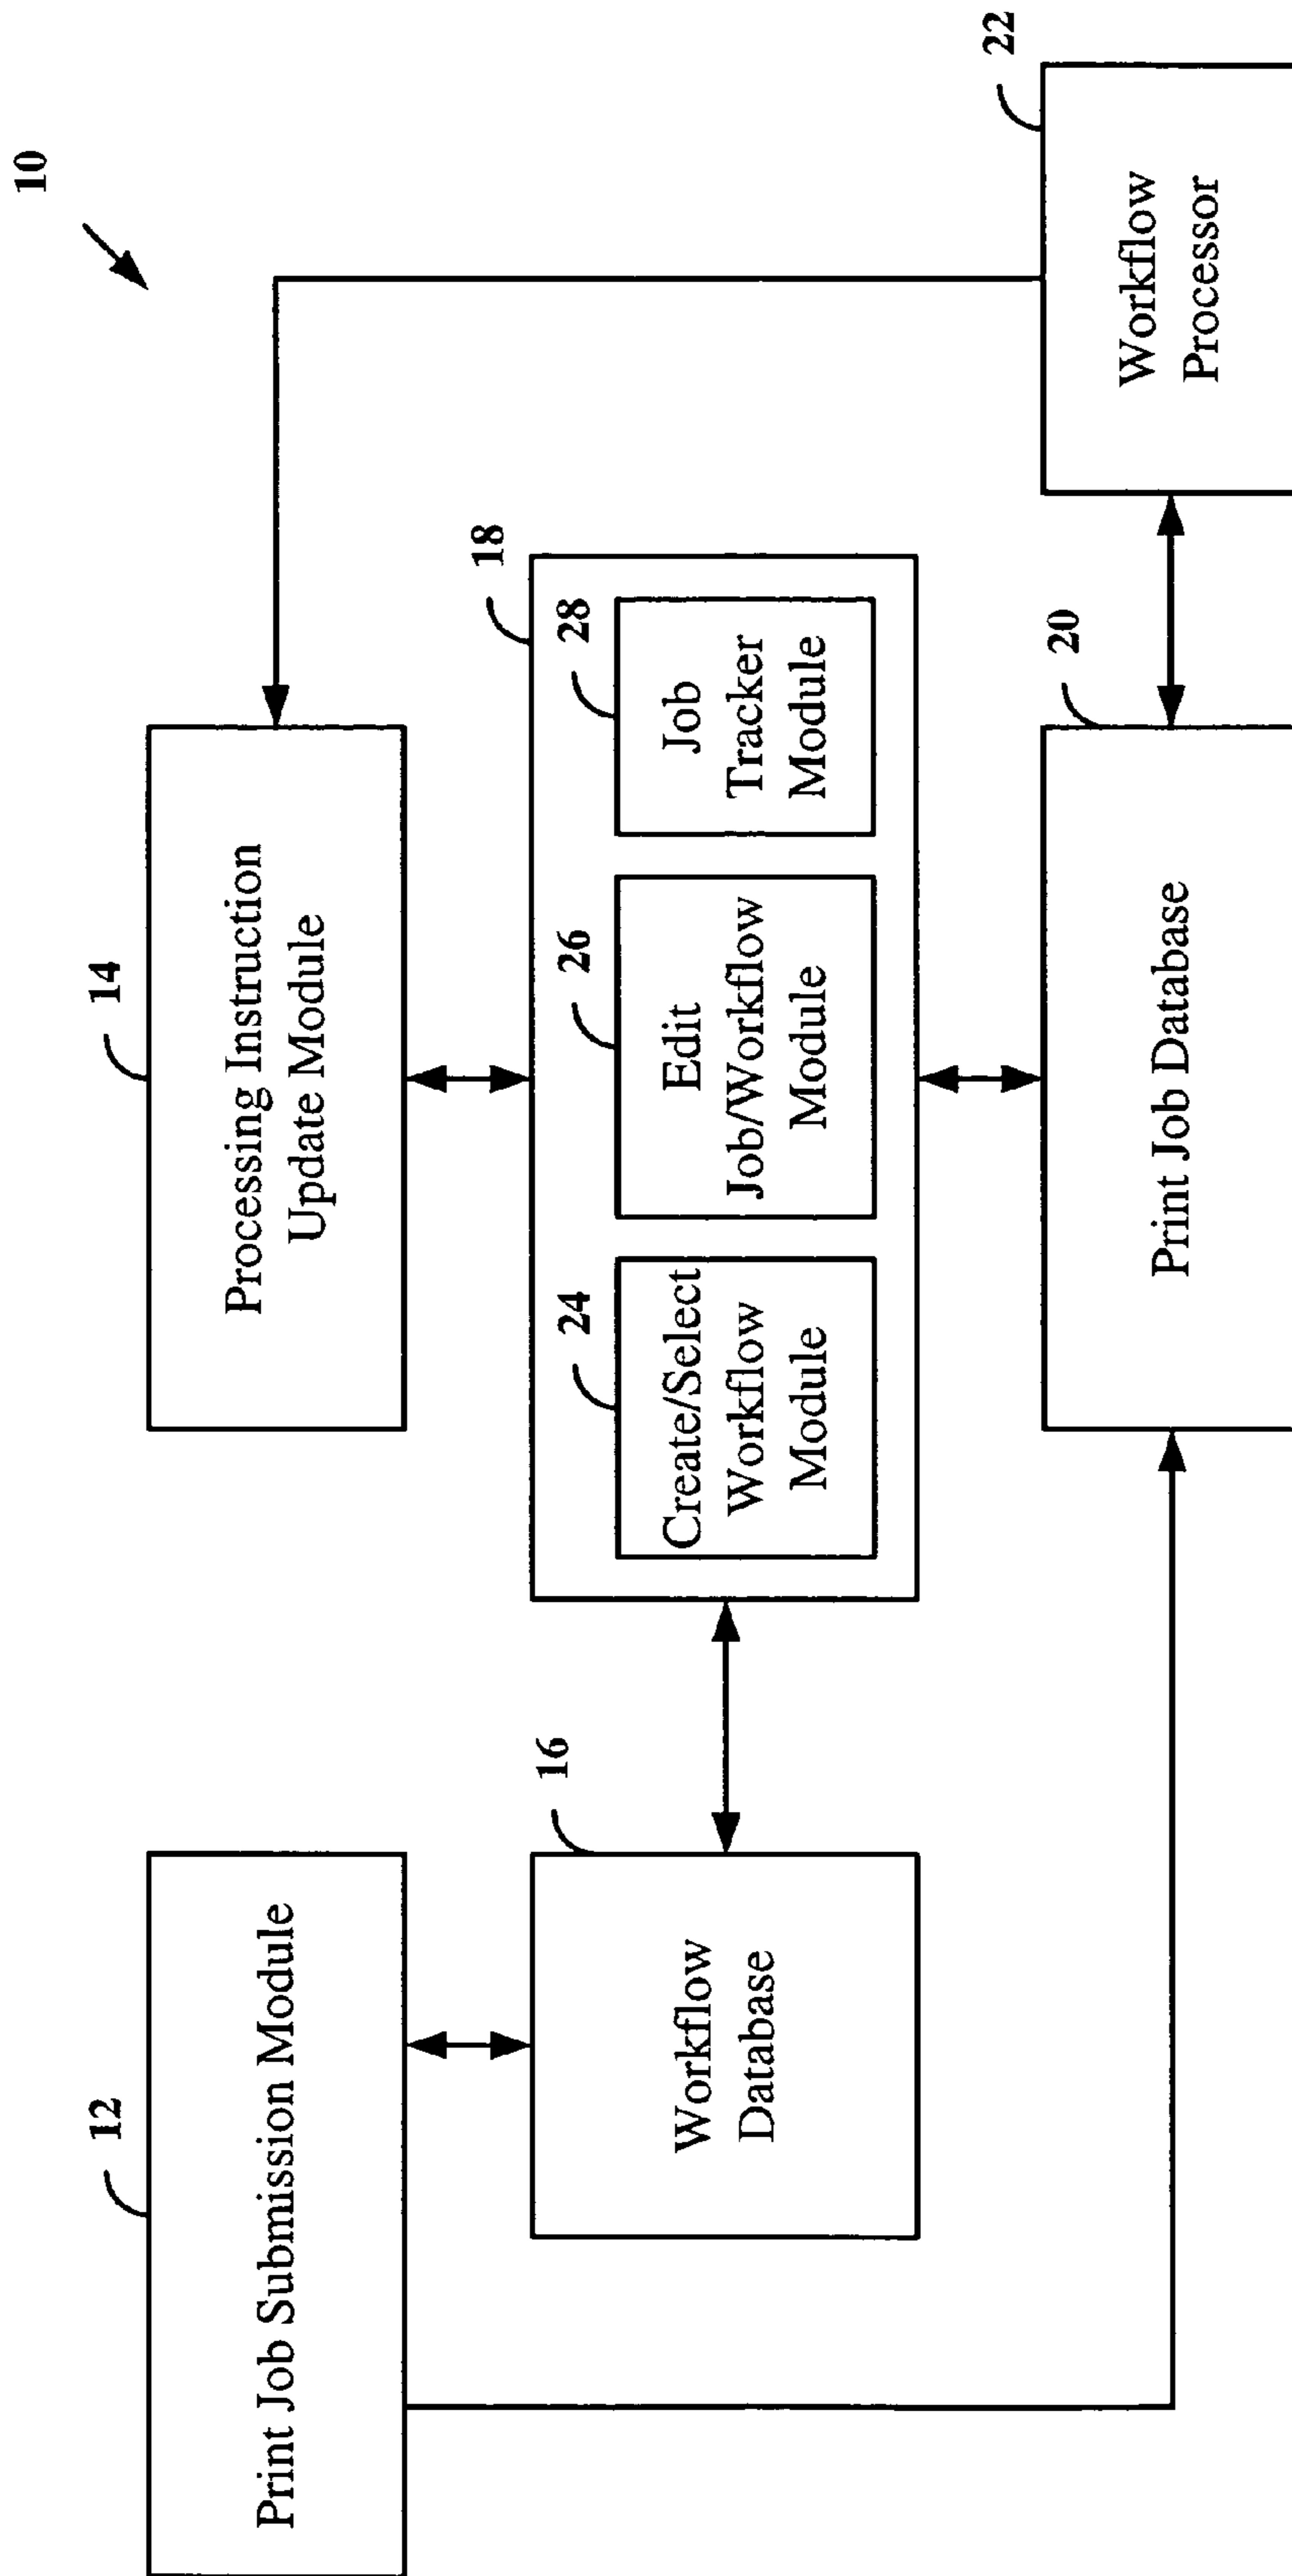 10
12
Print Job Submission Module
14
Processing Instruction
Update Module
16
Workflow
Database
18
24
Create/Select
Workflow
Module
26
Edit
Job/Workflow
Module
28
Job
Tracker
Module
20
Print Job Database
22
Workflow
Processor